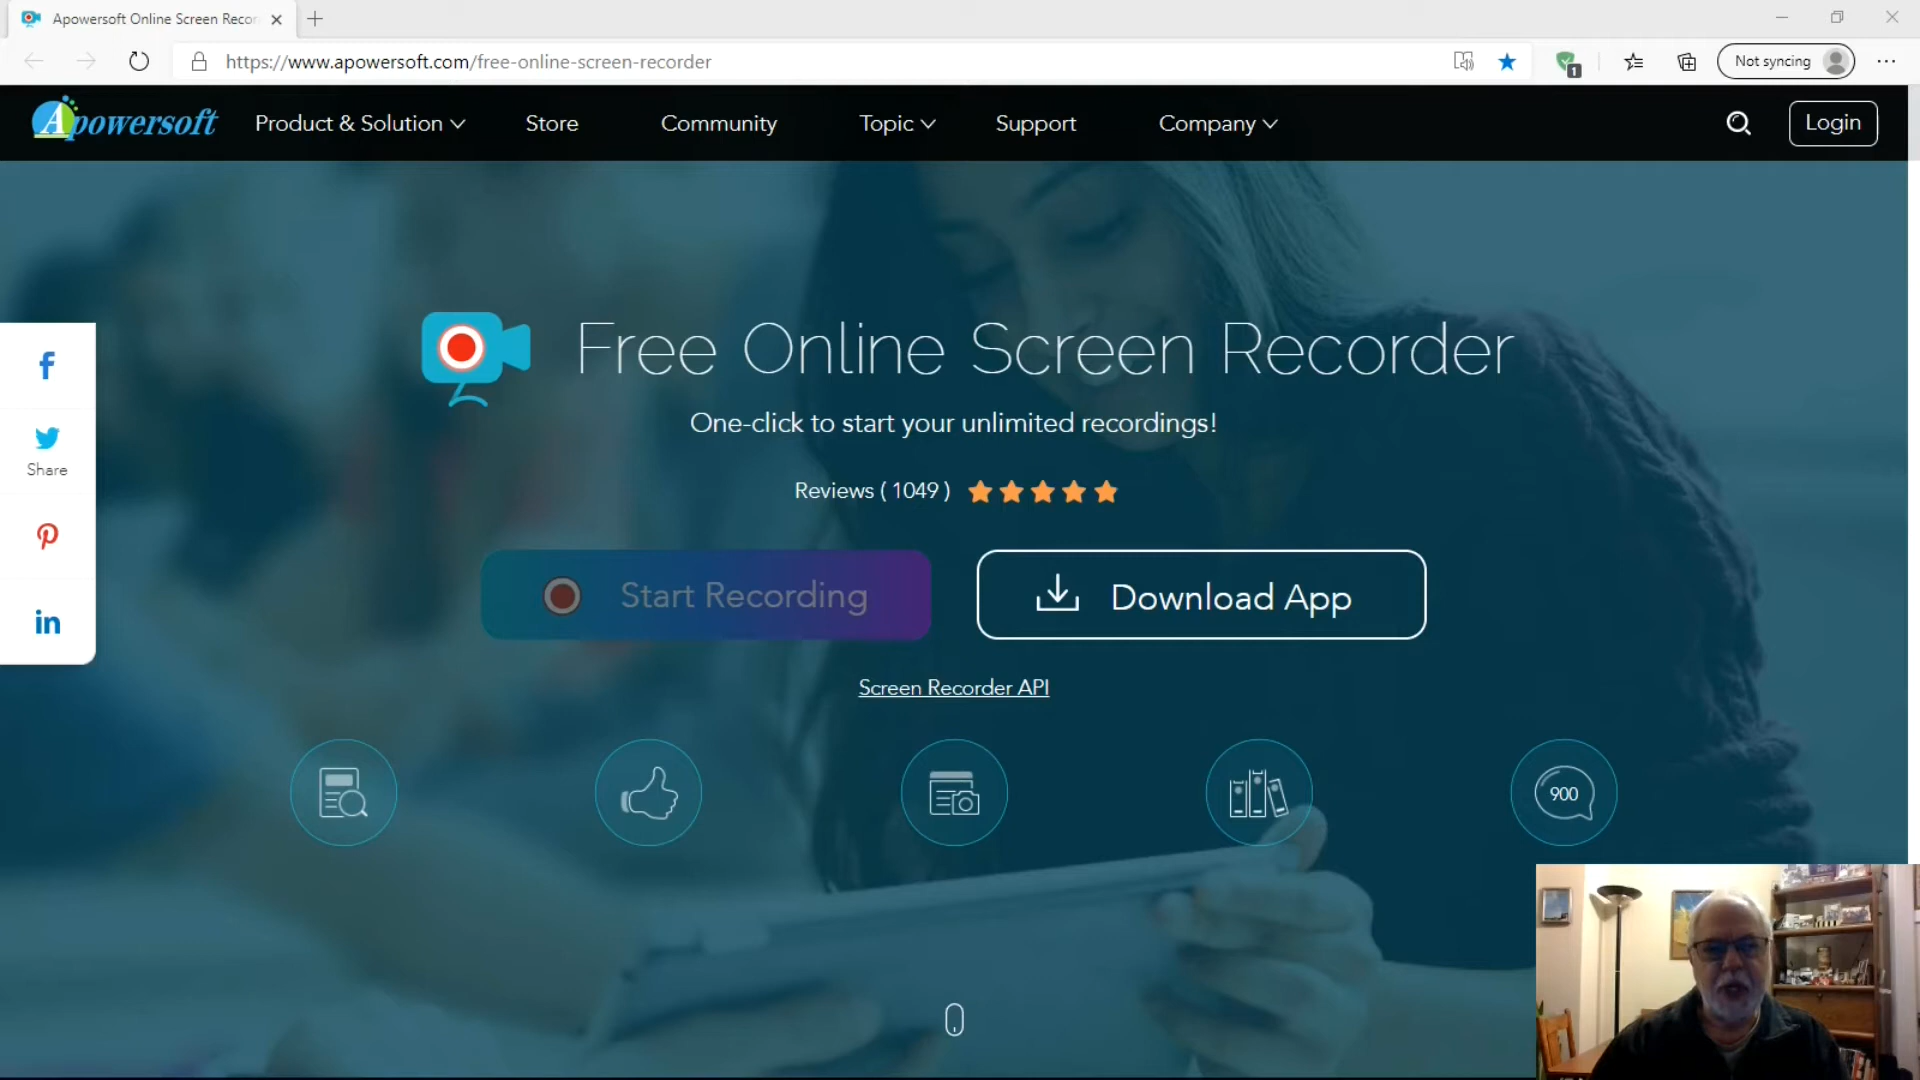 Apowersoft Online Screen Recor
https://www.apowersoft.com/free-online-screen-recorder
1
Not syncing
Apowersoft
Product & Solution
Store
Community
Topic
Support
Company
Login
Free Online Screen Recorder
One-click to start your unlimited recordings!
Reviews ( 1049 )
Share
Start Recording
Download App
Screen Recorder API
900